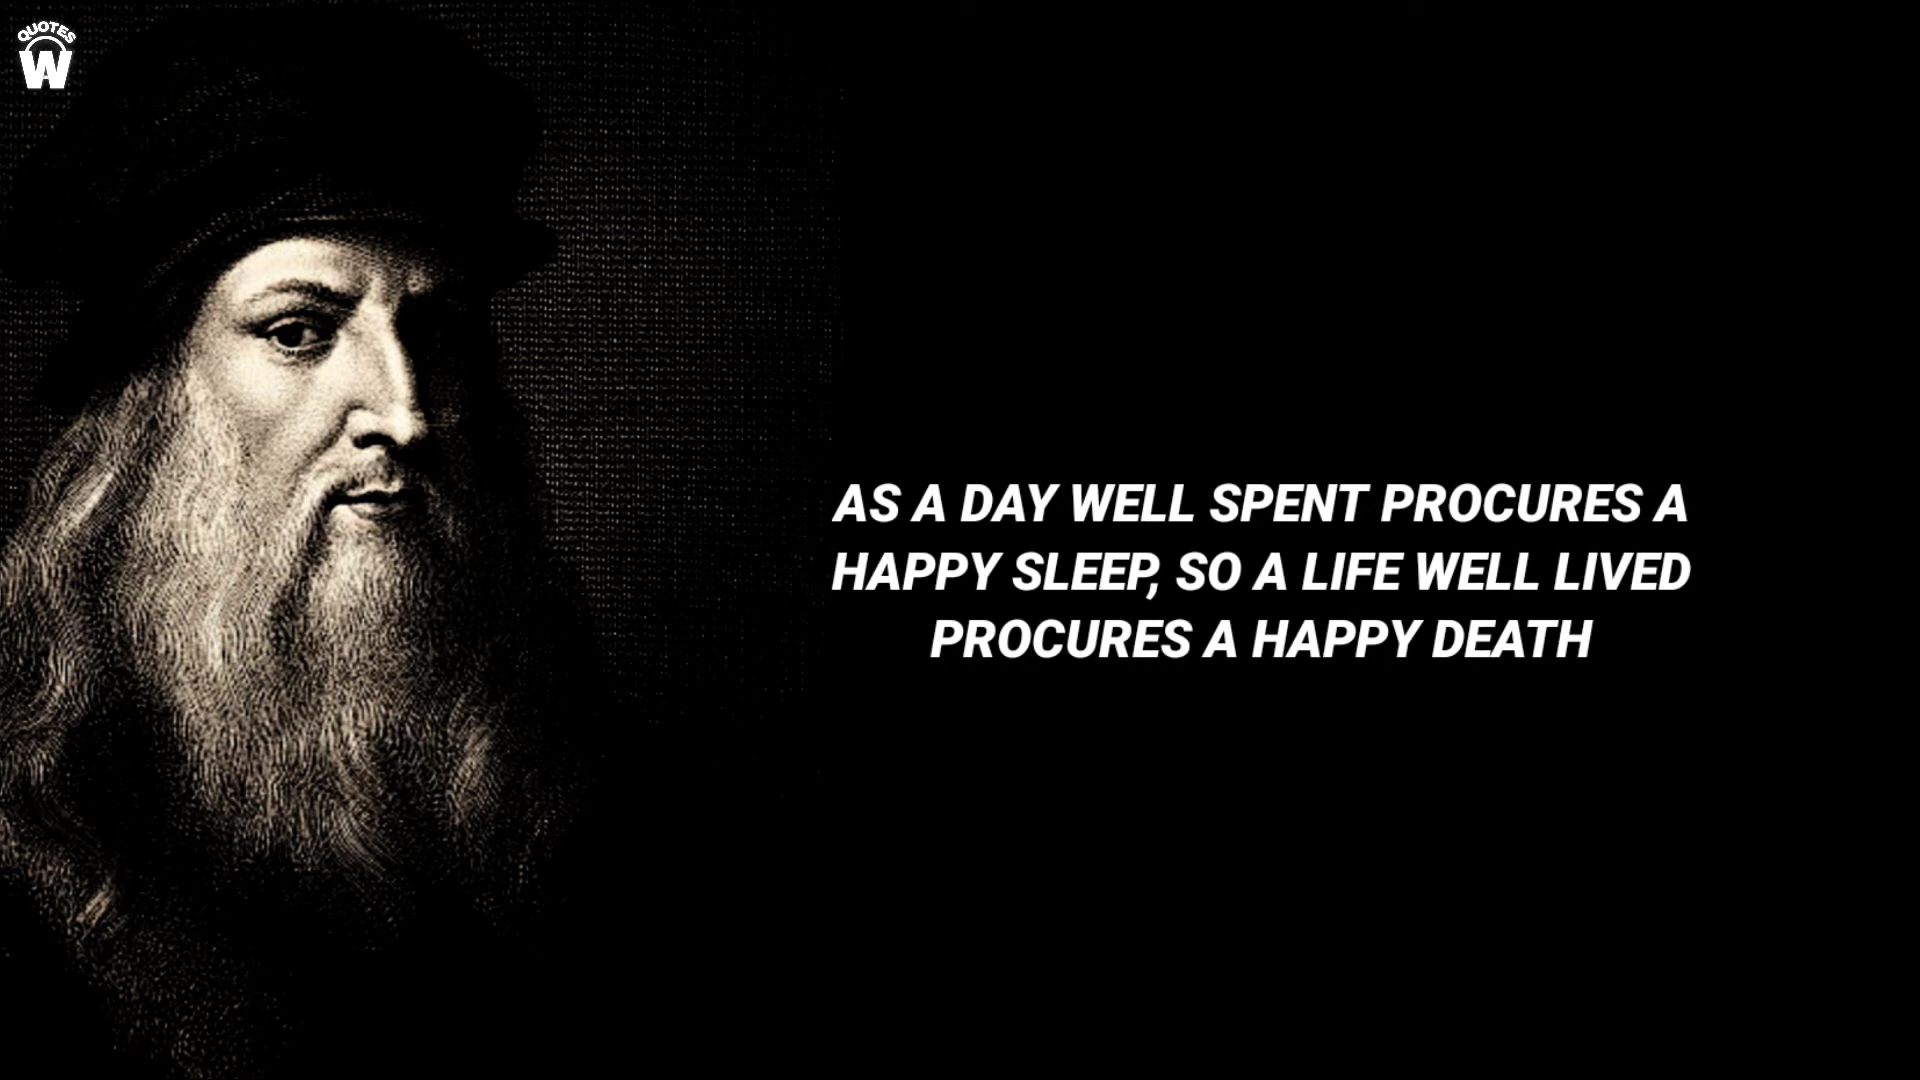 QUOTES
W
AS A DAY WELL SPENT PROCURES A
HAPPY SLEEP, SO A LIFE WELL LIVED
PROCURES A HAPPY DEATH